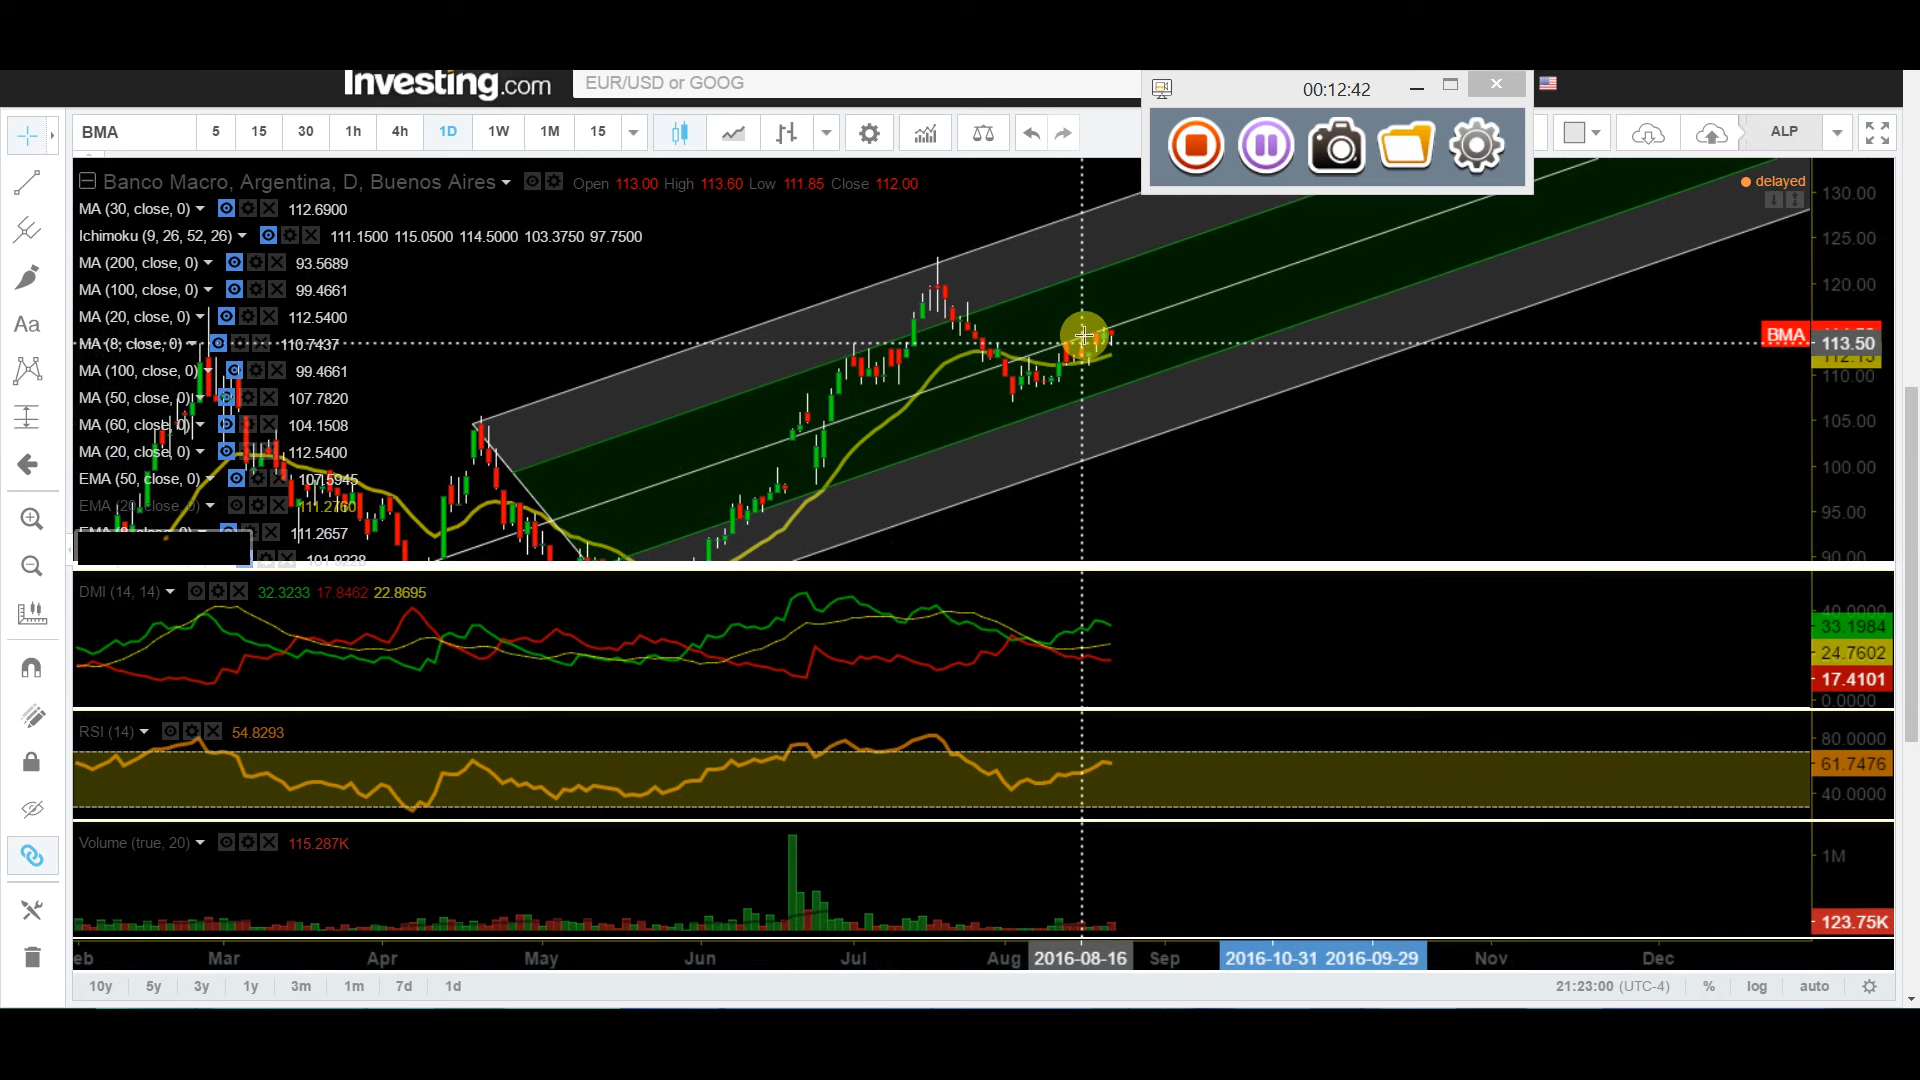 Investing.com
EUR/USD or GOOG
00:12:42
BMA 5 15 30 1h 4h 1D 1W 1M 15 ALP
Banco Macro, Argentina, D, Buenos Aires Open 113.00 High 113.60 Low 111.85 Close 112.00
delayed
MA (30, close, 0) 112.6900
Ichimoku (9, 26, 52, 26) 111.1500 115.0500 114.5000 103.3750 97.7500
MA (200, close, 0) 93.5689
MA (100, close, 0) 99.4661
MA (20, close, 0) 112.5400
MA (8, close, 0) 110.7437
MA (100, close, 0) 99.4661
MA (50, close, 0) 107.7820
MA (60, close, 0) 104.1508
MA (20, close, 0) 112.5400
EMA (50, close, 0) 107.5945
EMA (20, close, 0) 111.2760
111.2657
130.00
125.00
120.00
BMA
113.50
110.00
105.00
100.00
95.00
90.00
DMI (14, 14) 32.3233 17.8462 22.8695
40.0000
33.1984
24.7602
17.4101
0.0000
RSI (14) 54.8293
80.0000
61.7476
40.0000
Volume (true, 20) 115.287K
1M
123.75K
eb Mar Apr May Jun Jul Aug 2016-08-16 Sep 2016-10-31 2016-09-29 Nov Dec
10y 5y 3y 1y 3m 1m 7d 1d 21:23:00 (UTC-4) % log auto